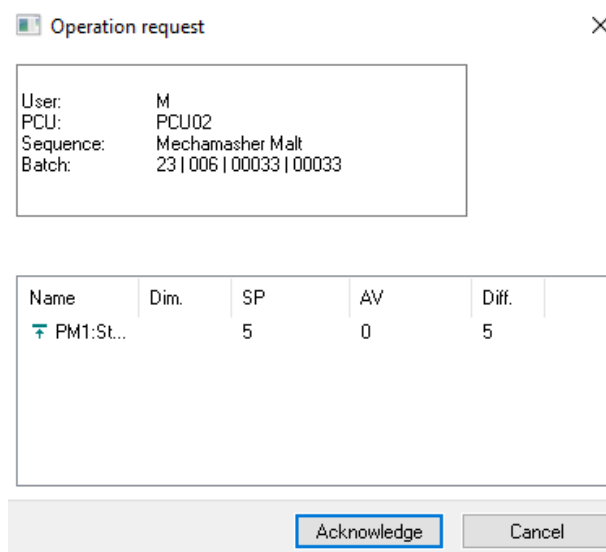 Operation request
User: M
PCU: PCU02
Sequence: Mechamasher Malt
Batch: 23 | 006 | 00033 | 00033
Name Dim. SP AV Diff.
PM1:St... 5 0 5
Acknowledge Cancel